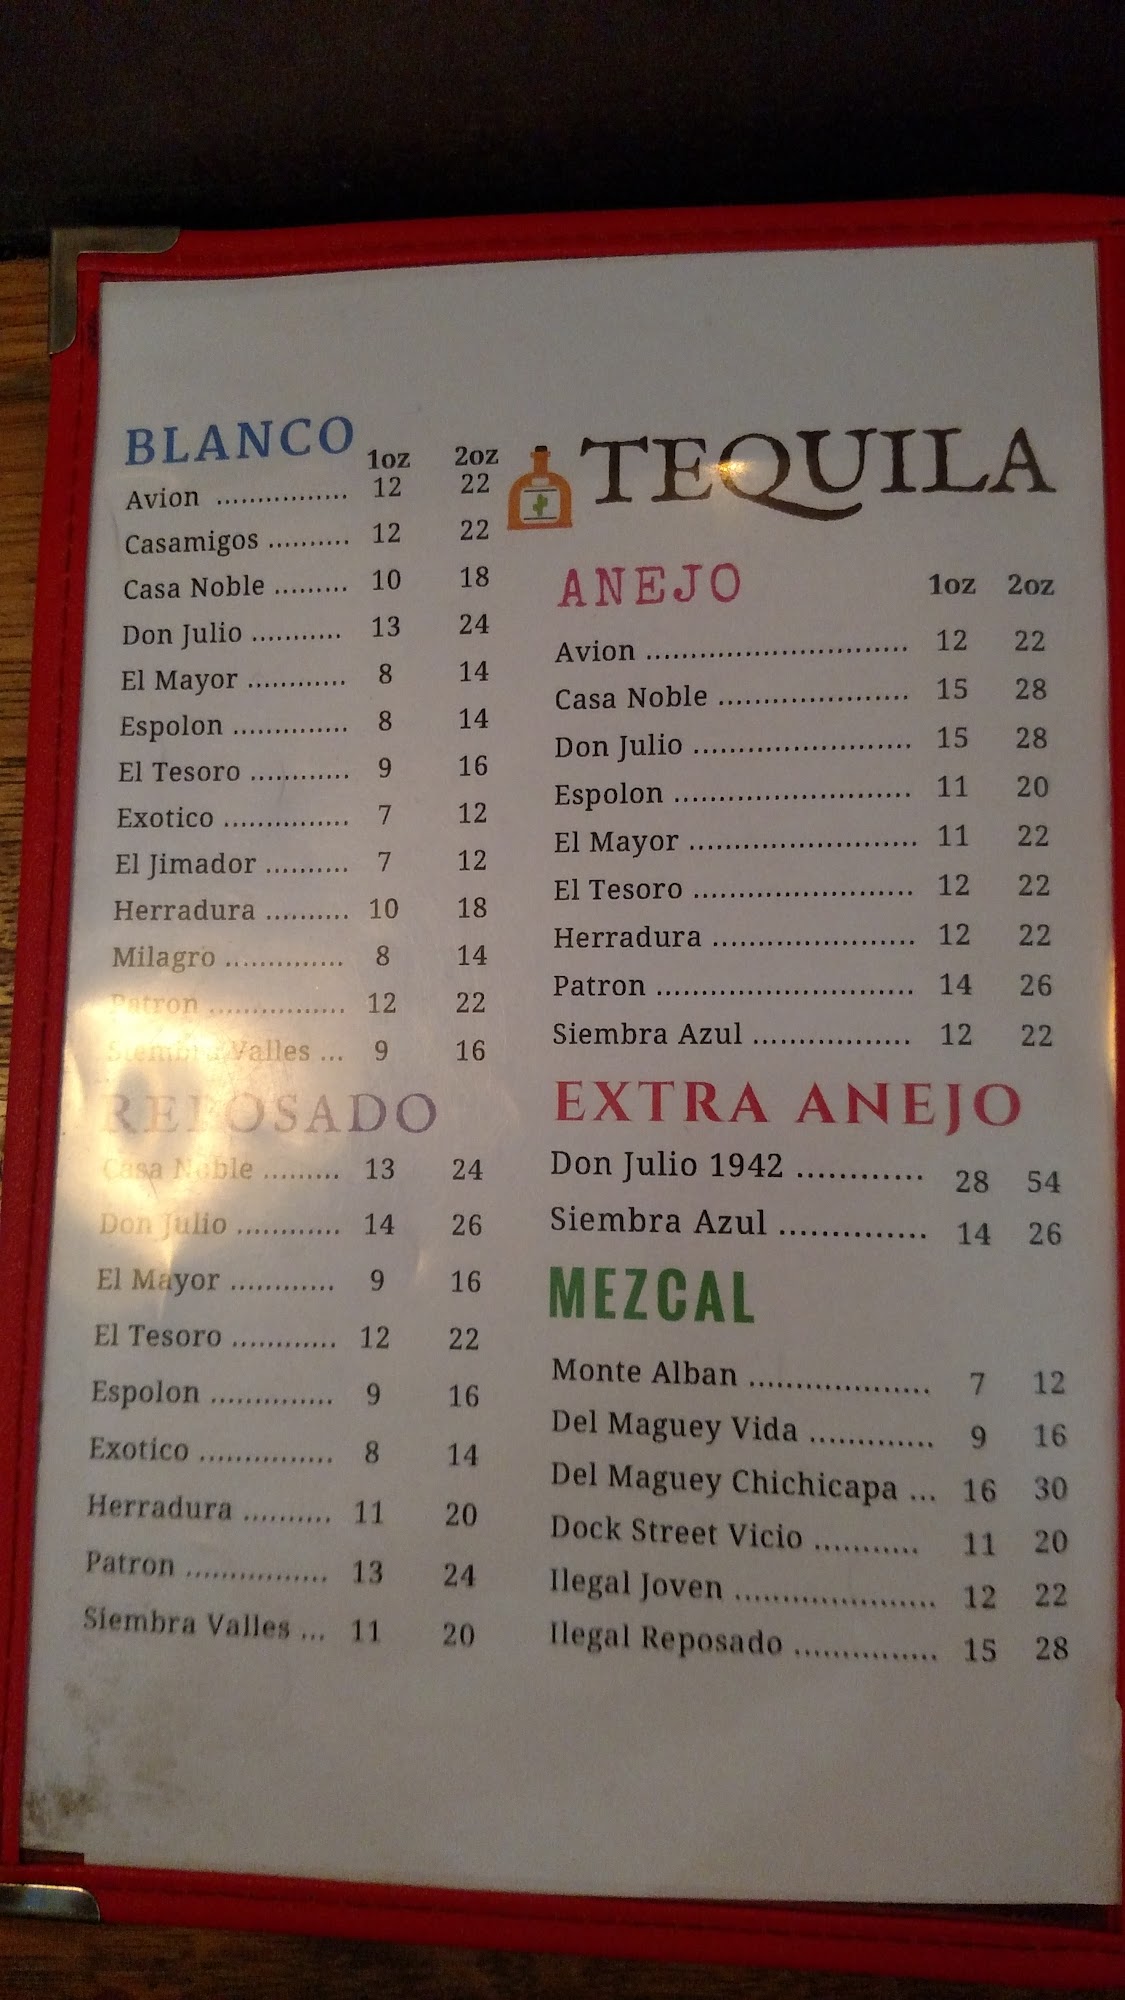 BLANCO 1oz 2oz
Avion ................ 12 22
Casamigos .......... 12 22
Casa Noble ......... 10 18
Don Julio ........... 13 24
El Mayor ............ 8 14
Espolon .............. 8 14
El Tesoro ............ 9 16
Exotico ............... 7 12
El Jimador .......... 7 12
Herradura .......... 10 18
Milagro .............. 8 14
Patron ................. 12 22
Siembra Valles ... 9 16
REPOSADO
Casa Noble ......... 13 24
Don Julio ............ 14 26
El Mayor ............ 9 16
El Tesoro ............ 12 22
Espolon .............. 9 16
Exotico ............... 8 14
Herradura .......... 11 20
Patron ................ 13 24
Siembra Valles ... 11 20
TEQUILA
ANEJO 1oz 2oz
Avion ............................. 12 22
Casa Noble ..................... 15 28
Don Julio ........................ 15 28
Espolon .......................... 11 20
El Mayor ......................... 11 22
El Tesoro ........................ 12 22
Herradura ...................... 12 22
Patron ............................ 14 26
Siembra Azul ................. 12 22
EXTRA ANEJO
Don Julio 1942 ............ 28 54
Siembra Azul .............. 14 26
MEZCAL
Monte Alban .................... 7 12
Del Maguey Vida ............. 9 16
Del Maguey Chichicapa ... 16 30
Dock Street Vicio ........... 11 20
Ilegal Joven ...................... 12 22
Ilegal Reposado ................ 15 28